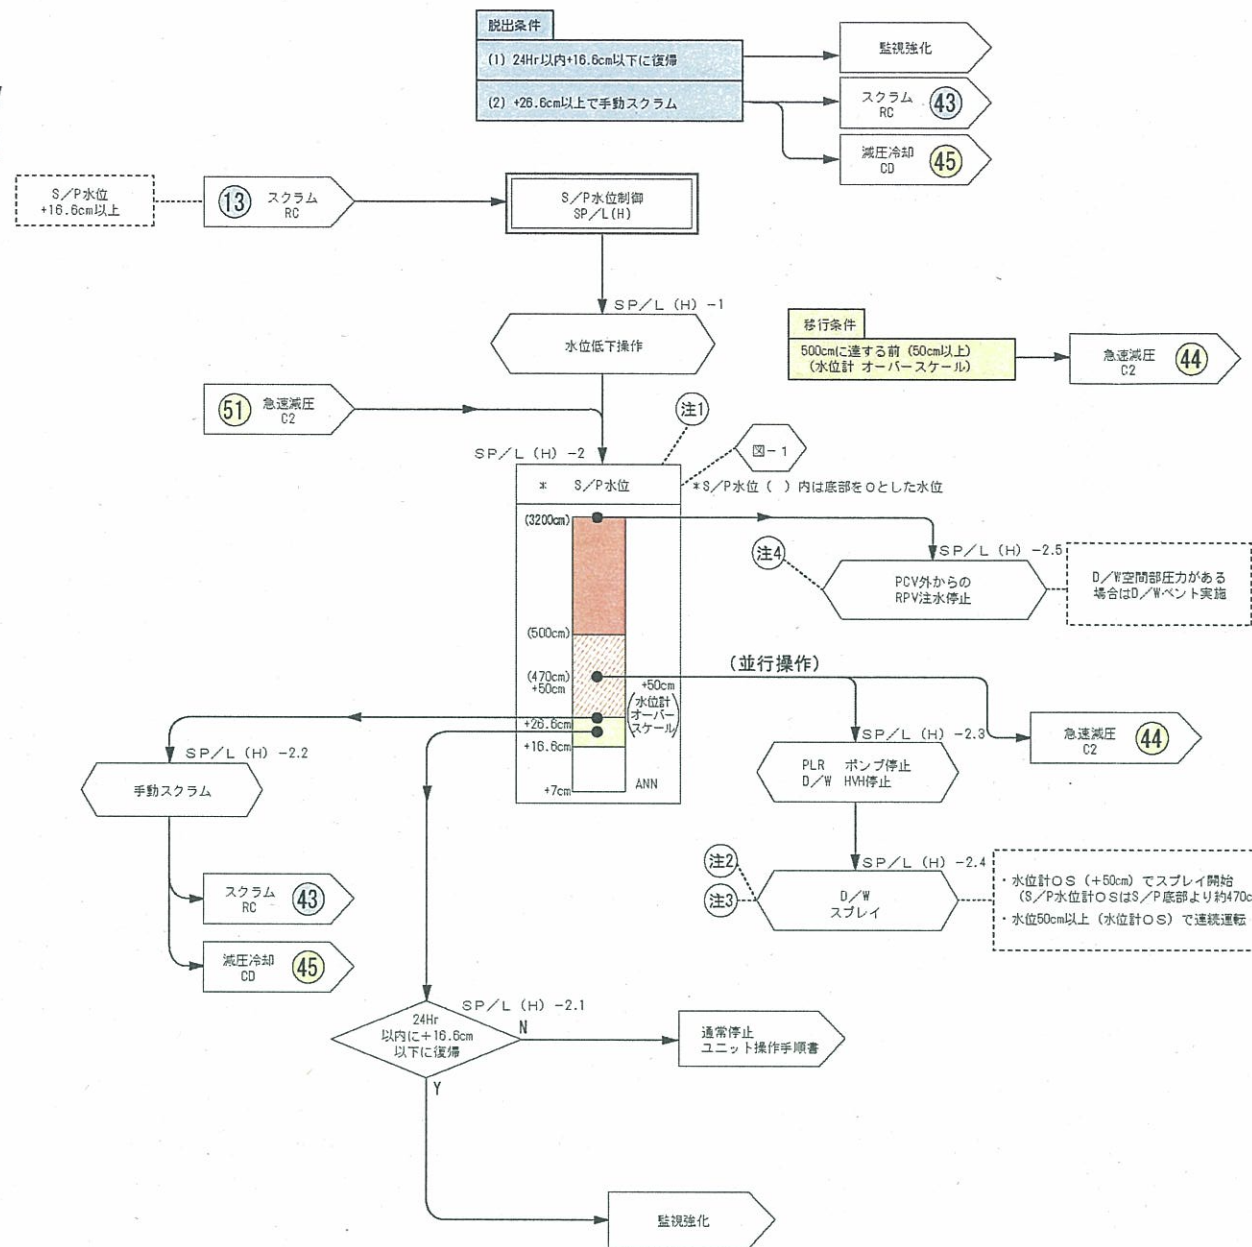 脱出条件
(1) 24Hr以内+16.6cm以下に復帰
(2) +26.6cm以上で手動スクラム
監視強化
スクラム
RC
43
減圧冷却
CD
45
S/P水位
+16.6cm以上
13
スクラム
RC
S/P水位制御
SP/L(H)
SP/L(H)-1
水位低下操作
移行条件
500cmに達する前(50cm以上)
(水位計 オーバースケール)
急速減圧
C2
44
51
急速減圧
C2
注1
SP/L(H)-2
図-1
* S/P水位
*S/P水位( )内は底部を0とした水位
(3200cm)
SP/L(H)-2.5
注4
PCV外からの
RPV注水停止
D/W空間部圧力がある
場合はD/Wベント実施
(500cm)
(並行操作)
(470cm)
+50cm
+50cm
(水位計
オーバー
スケール)
+26.6cm
+16.6cm
+7cm
ANN
SP/L(H)-2.2
手動スクラム
SP/L(H)-2.3
PLR ポンプ停止
D/W HVH停止
急速減圧
C2
44
スクラム
RC
43
減圧冷却
CD
45
注2
注3
SP/L(H)-2.4
D/W
スプレイ
・水位計OS(+50cm)でスプレイ開始
(S/P水位計OSはS/P底部より約470c
・水位50cm以上(水位計OS)で連続運転
SP/L(H)-2.1
24Hr
以内に+16.6cm
以下に復帰
N
通常停止
ユニット操作手順書
Y
監視強化